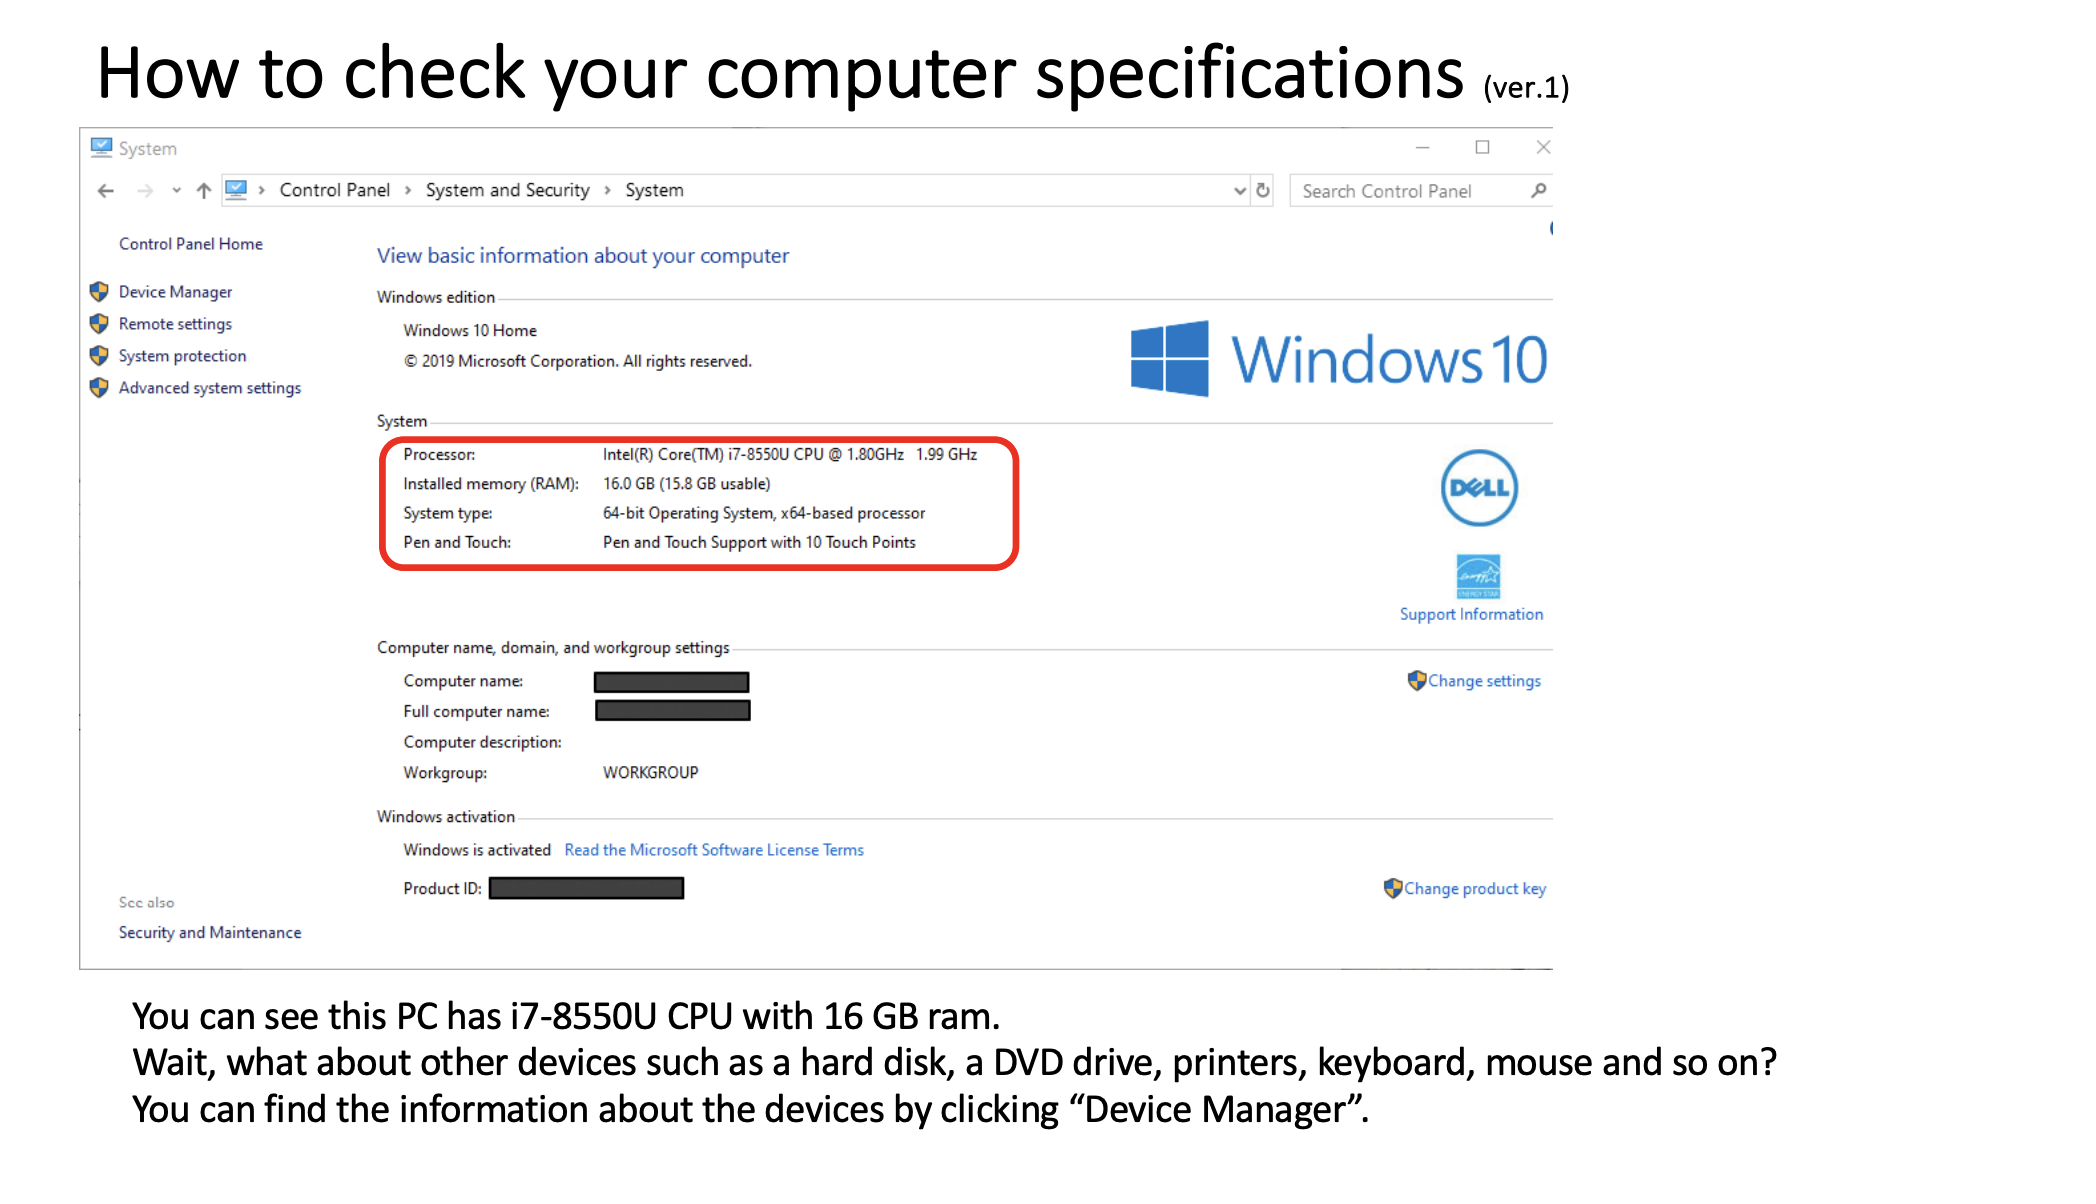 How to check your computer specifications (ver.1)
System
Control Panel › System and Security › System
Search Control Panel
Control Panel Home
Device Manager
Remote settings
System protection
Advanced system settings
View basic information about your computer
Windows edition
Windows 10 Home
© 2019 Microsoft Corporation. All rights reserved.
Windows 10
System
Processor: Intel(R) Core(TM) i7-8550U CPU @ 1.80GHz 1.99 GHz
Installed memory (RAM): 16.0 GB (15.8 GB usable)
System type: 64-bit Operating System, x64-based processor
Pen and Touch: Pen and Touch Support with 10 Touch Points
DELL
energy
ENERGY STAR
Support Information
Computer name, domain, and workgroup settings
Computer name:
Full computer name:
Computer description:
Workgroup: WORKGROUP
Change settings
Windows activation
Windows is activated Read the Microsoft Software License Terms
Product ID:
Change product key
See also
Security and Maintenance
You can see this PC has i7-8550U CPU with 16 GB ram.
Wait, what about other devices such as a hard disk, a DVD drive, printers, keyboard, mouse and so on?
You can find the information about the devices by clicking “Device Manager”.